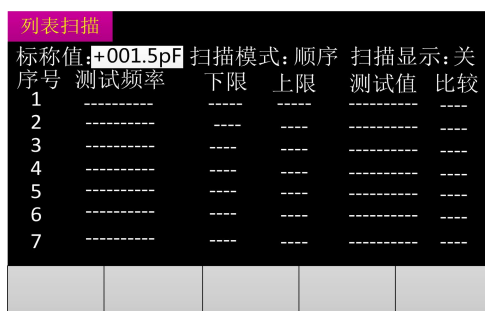 列表扫描
标称值:+001.5pF 扫描模式:顺序 扫描显示:关
序号 测试频率 下限 上限 测试值 比较
1 ---------- ----- ----- ---------- ----
2 ---------- ---- ---- ---------- ----
3 ---------- ---- ---- ---------- ----
4 ---------- ---- ---- ---------- ----
5 ---------- ---- ---- ---------- ----
6 ---------- ---- ---- ---------- ----
7 ---------- ---- ---- ---------- ----